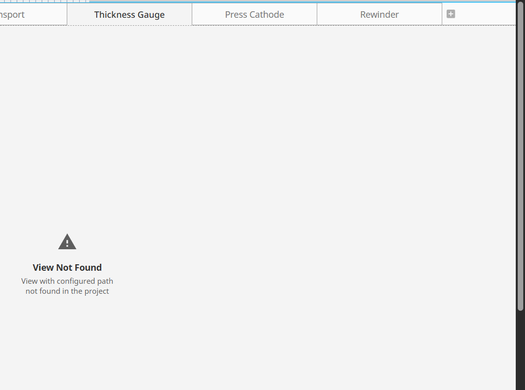 nsport
Thickness Gauge
Press Cathode
Rewinder
View Not Found
View with configured path
not found in the project